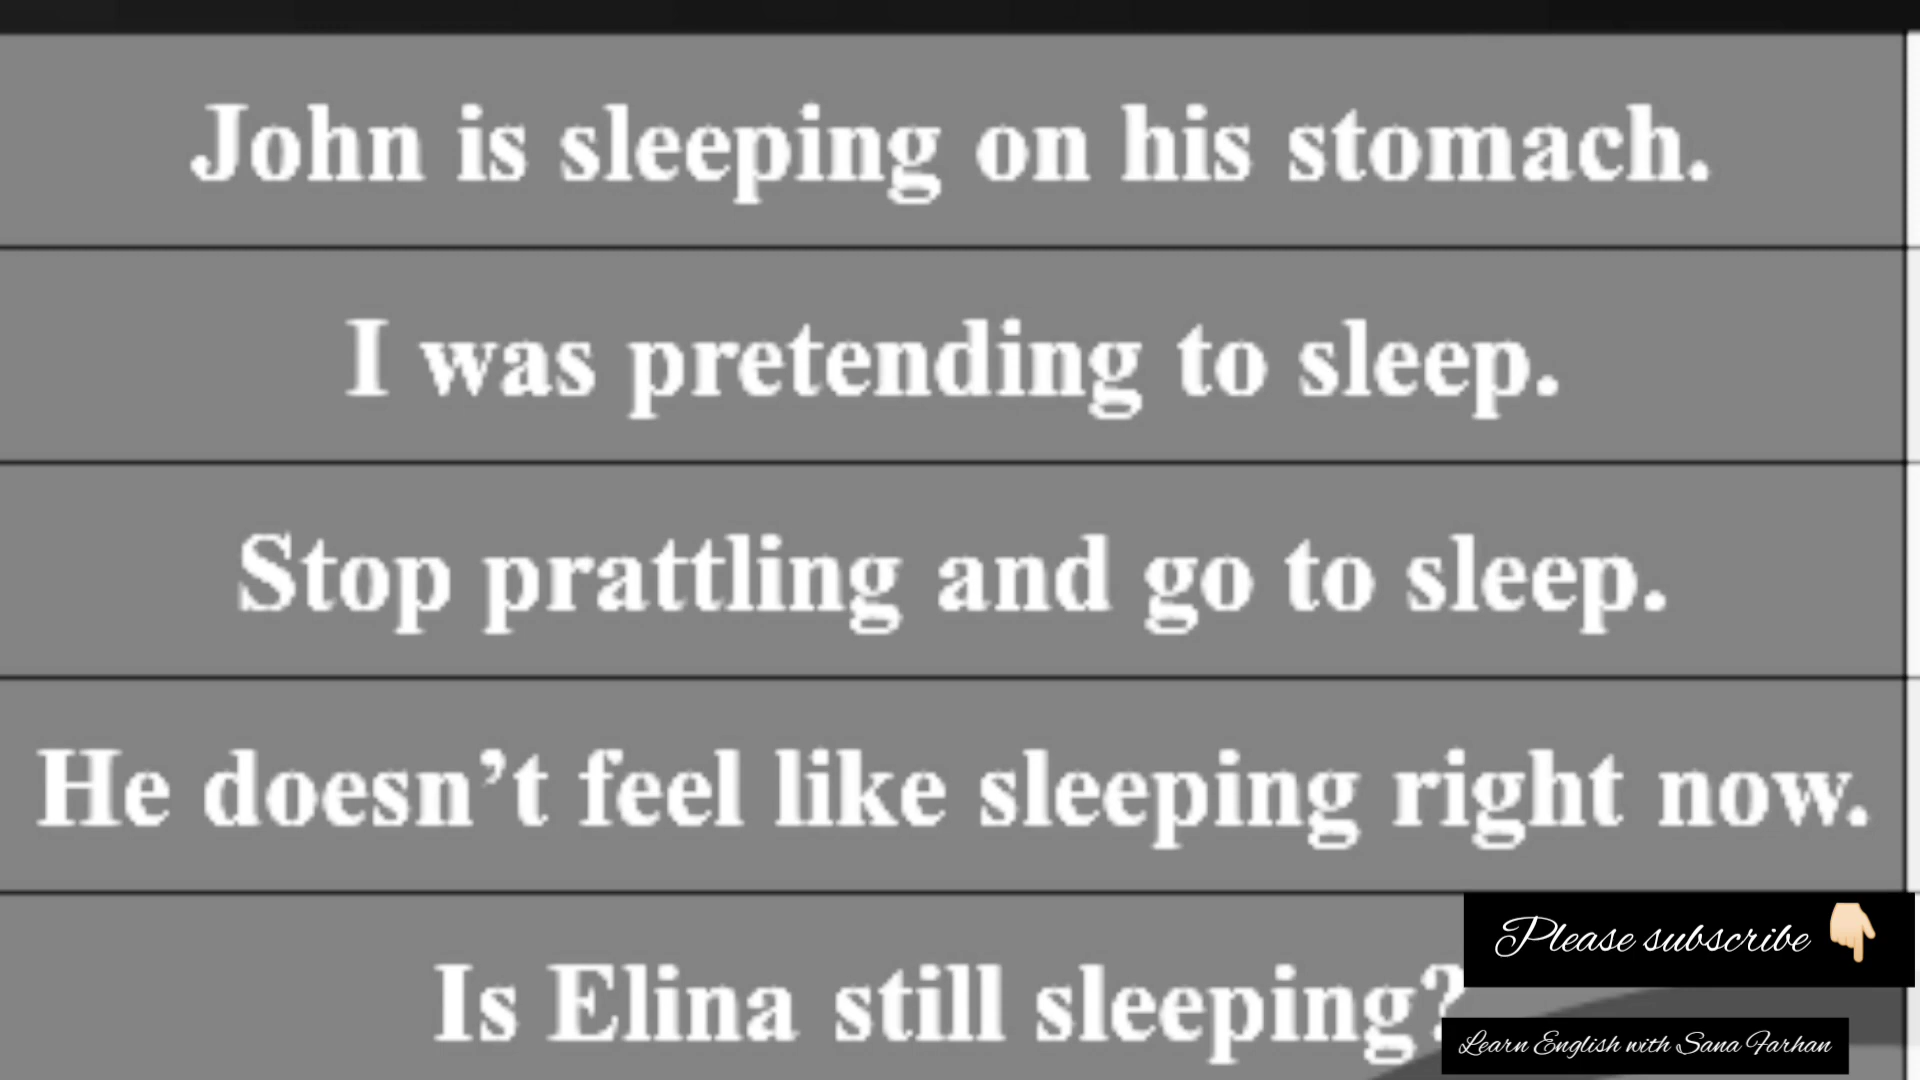 John is sleeping on his stomach.
I was pretending to sleep.
Stop prattling and go to sleep.
He doesn’t feel like sleeping right now.
Is Elina still sleeping?
Please subscribe 👇🏼
Learn English with Sana Farhan